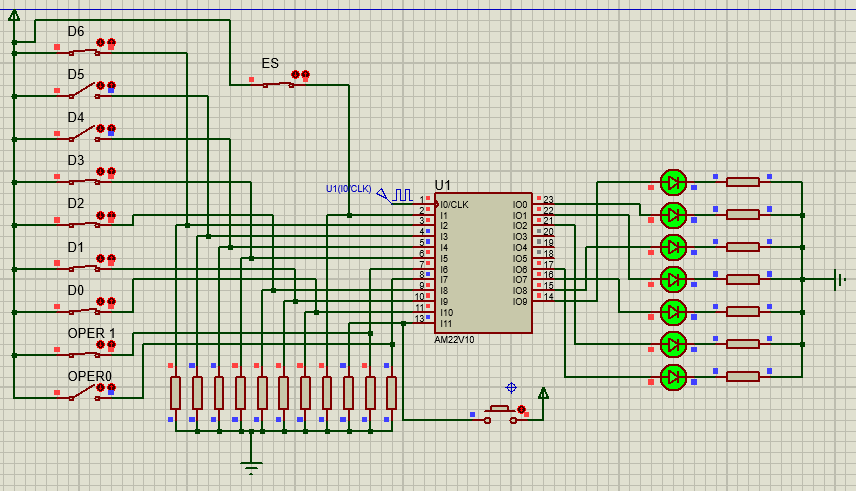 D6
D5
D4
D3
D2
D1
D0
OPER 1
OPER0
ES
U1(I0/CLK)
U1
1 I0/CLK IO0 23
2 I1 IO1 22
3 I2 IO2 21
4 I3 IO3 20
5 I4 IO4 19
6 I5 IO5 18
7 I6 IO6 17
8 I7 IO7 16
9 I8 IO8 15
10 I9 IO9 14
11 I10
13 I11
AM22V10